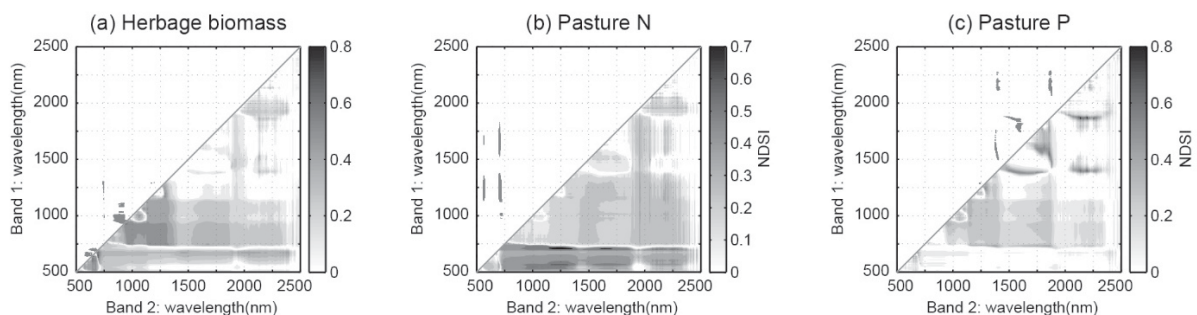 (a) Herbage biomass
(b) Pasture N
(c) Pasture P
2500
2000
1500
1000
500
Band 1: wavelength(nm)
500 1000 1500 2000 2500
Band 2: wavelength(nm)
0.8
0.6
0.4
0.2
0
2500
2000
1500
1000
500
Band 1: wavelength(nm)
500 1000 1500 2000 2500
Band 2: wavelength(nm)
0.7
0.6
0.5
0.4
0.3
0.2
0.1
0
NDSI
2500
2000
1500
1000
500
Band 1: wavelength(nm)
500 1000 1500 2000 2500
Band 2: wavelength(nm)
0.8
0.6
0.4
0.2
0
NDSI